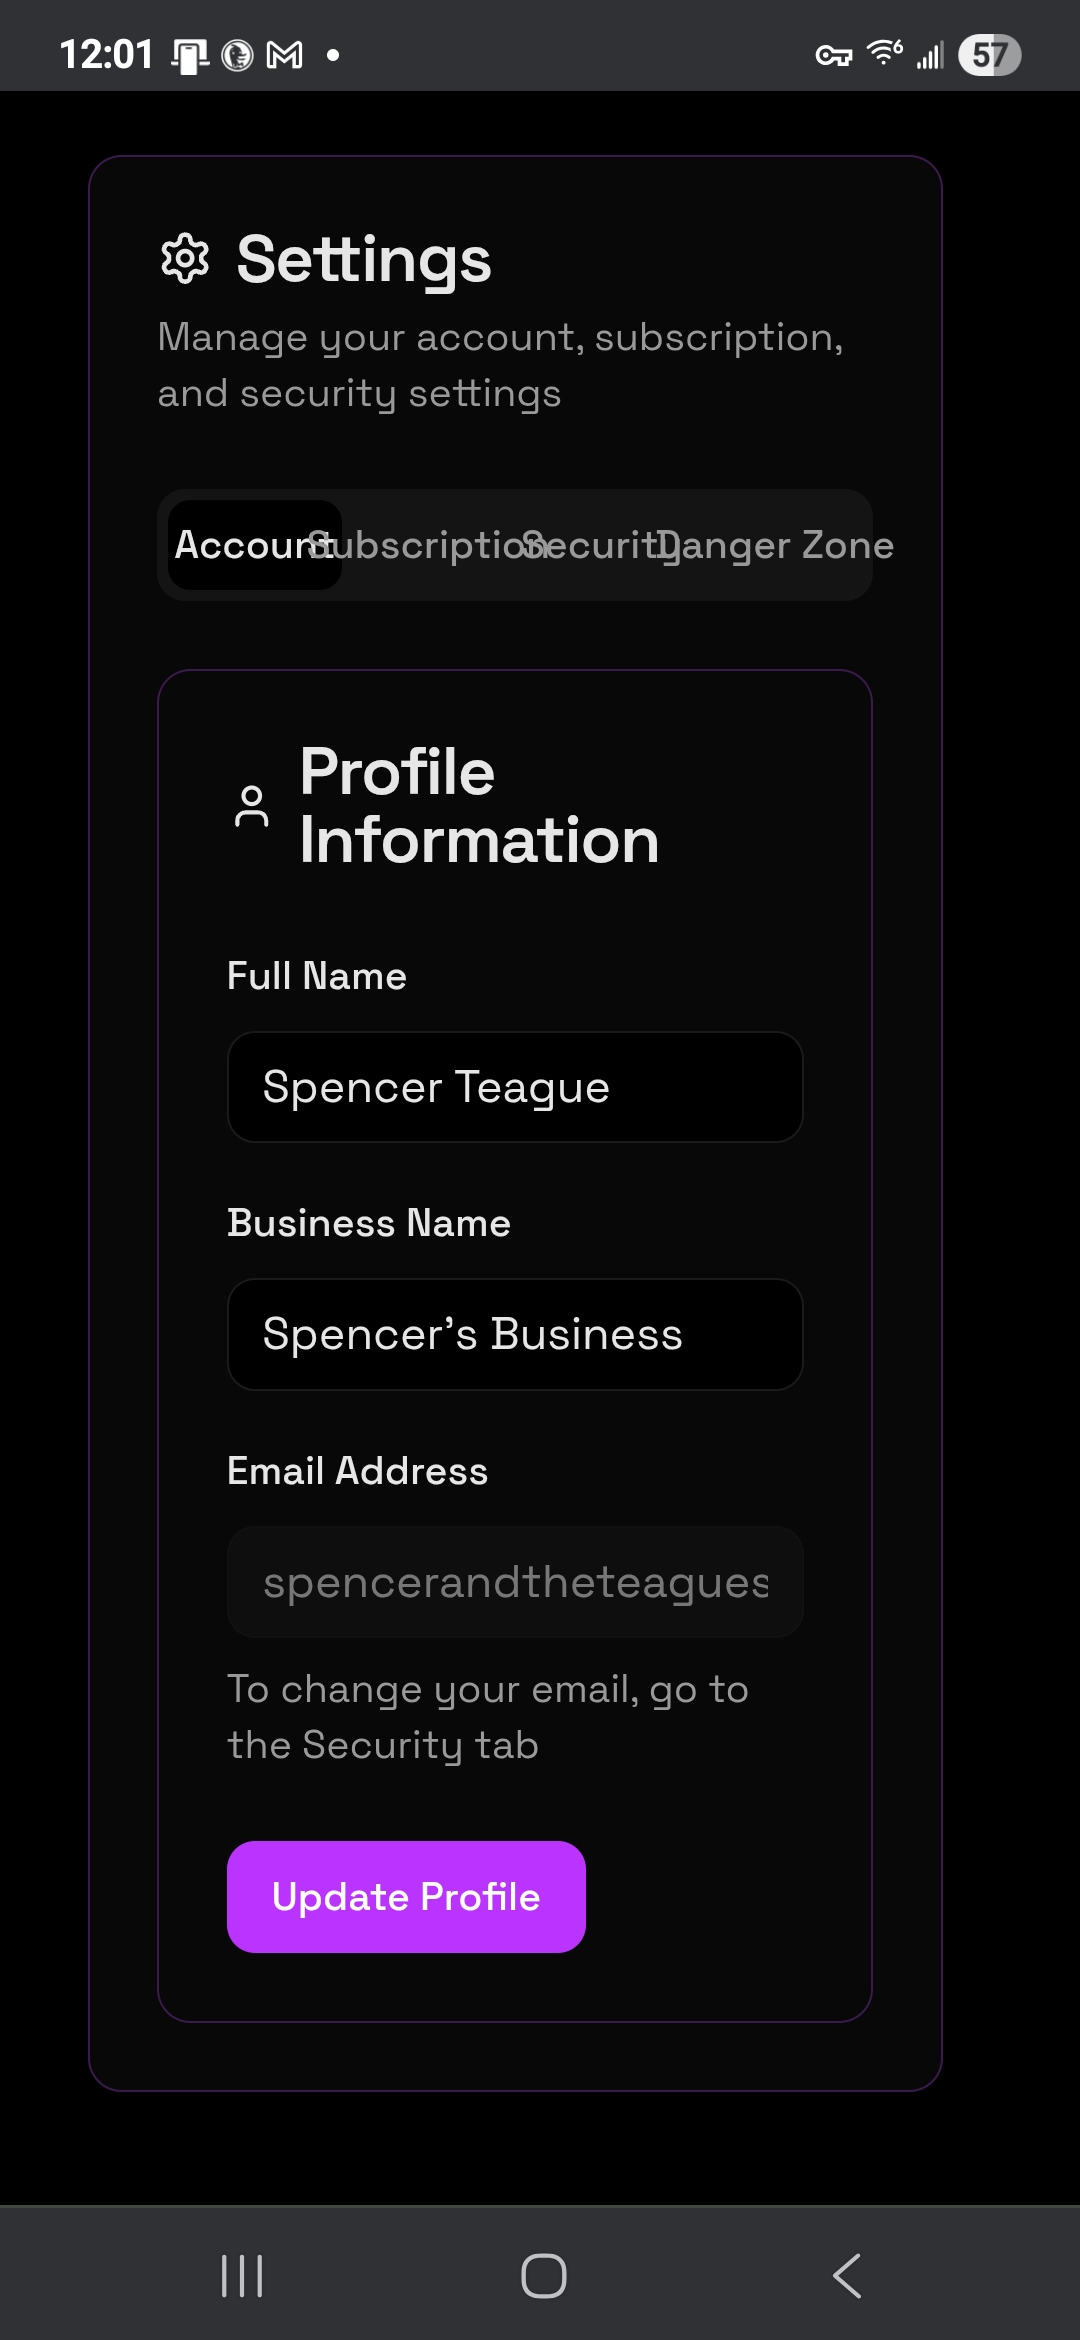 12:01
6
57
Settings
Manage your account, subscription,
and security settings
Account Subscription Security Danger Zone
Profile
Information
Full Name
Spencer Teague
Business Name
Spencer's Business
Email Address
spencerandtheteagues
To change your email, go to
the Security tab
Update Profile